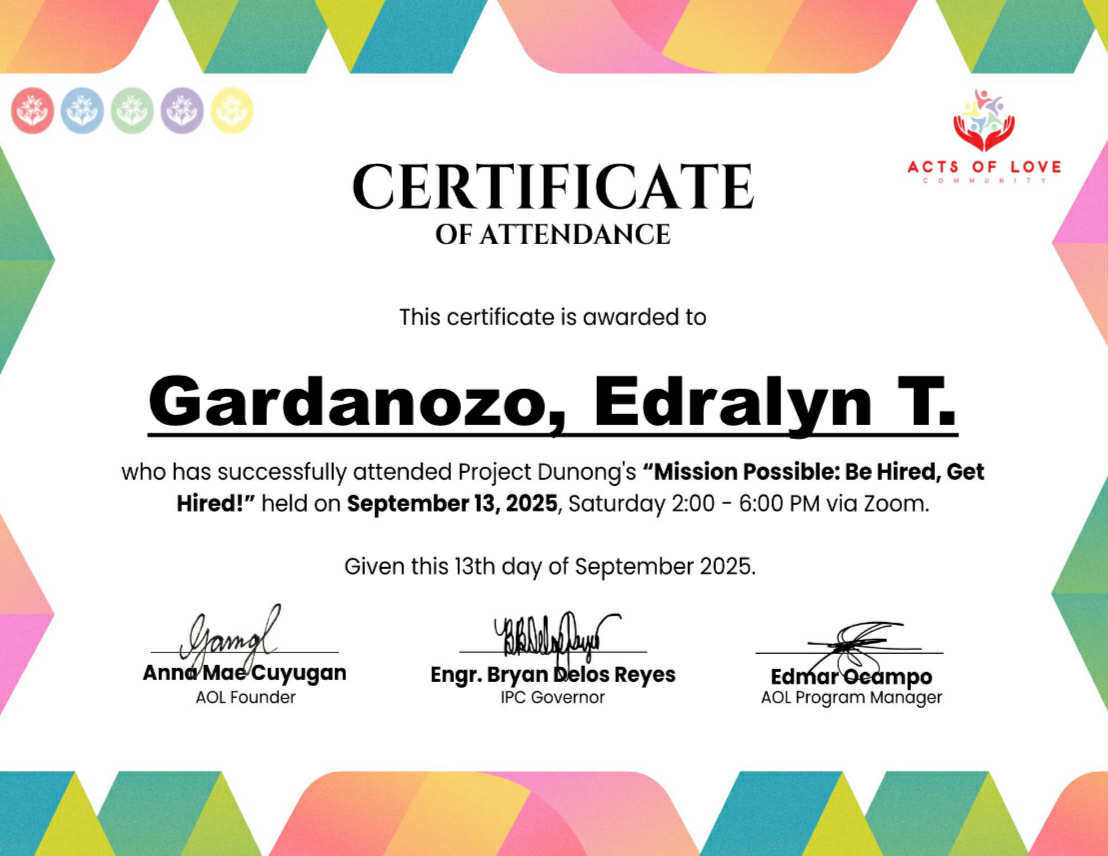 ACTS OF LOVE
COMMUNITY
CERTIFICATE
OF ATTENDANCE
This certificate is awarded to
Gardanozo, Edralyn T.
who has successfully attended Project Dunong's “Mission Possible: Be Hired, Get
Hired!” held on September 13, 2025, Saturday 2:00 - 6:00 PM via Zoom.
Given this 13th day of September 2025.
Anna Mae Cuyugan
AOL Founder
Engr. Bryan Delos Reyes
IPC Governor
Edmar Ocampo
AOL Program Manager